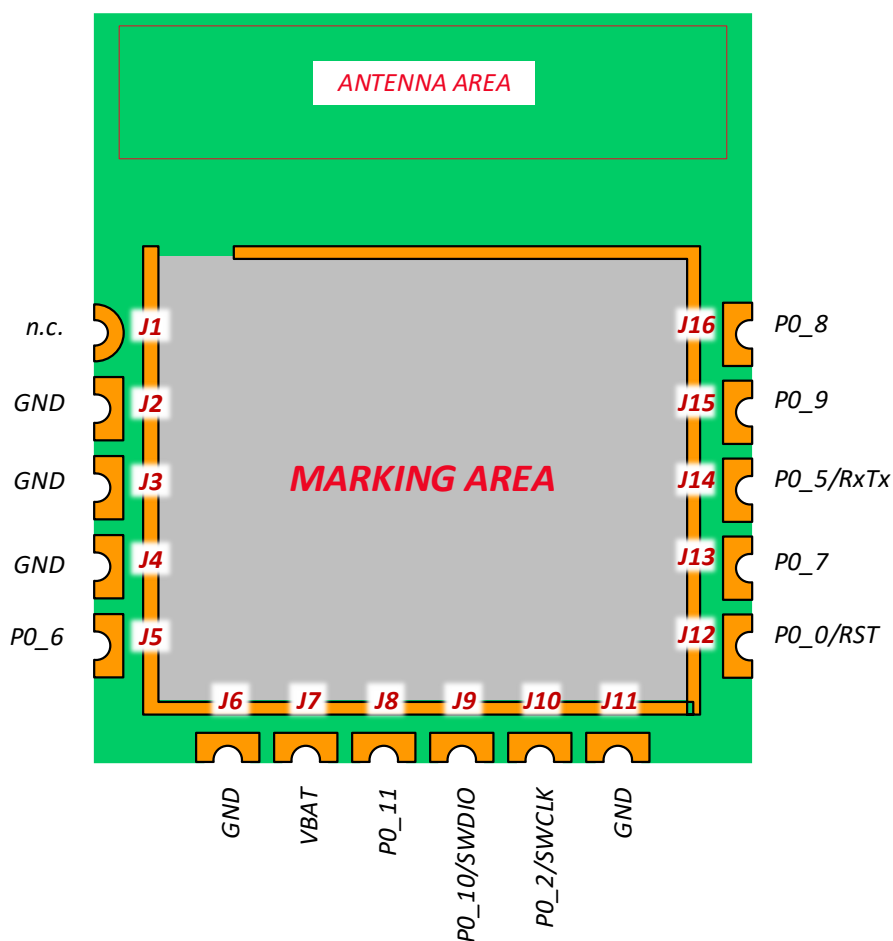 ANTENNA AREA
n.c. J1 J16 P0_8
GND J2 J15 P0_9
GND J3 MARKING AREA J14 P0_5/RxTx
GND J4 J13 P0_7
P0_6 J5 J12 P0_0/RST
J6 J7 J8 J9 J10 J11
GND
VBAT
P0_11
P0_10/SWDIO
P0_2/SWCLK
GND